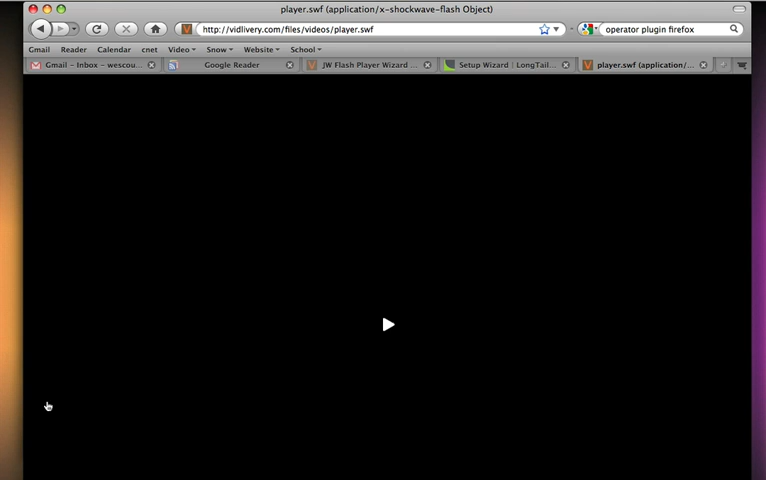 player.swf (application/x-shockwave-flash Object)
http://vidlivery.com/files/videos/player.swf
operator plugin firefox
Gmail Reader Calendar cnet Video Snow Website School
Gmail - Inbox - wescou... Google Reader JW Flash Player Wizard ... Setup Wizard | LongTail... player.swf (application/...